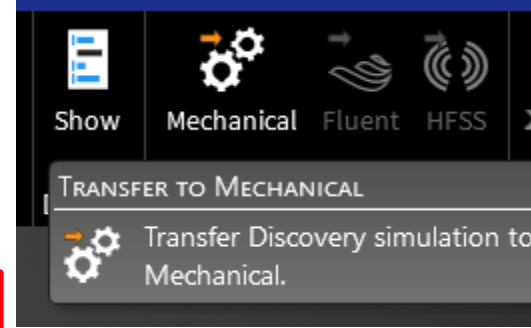 Show
Mechanical
Fluent
HFSS
TRANSFER TO MECHANICAL
Transfer Discovery simulation to
Mechanical.